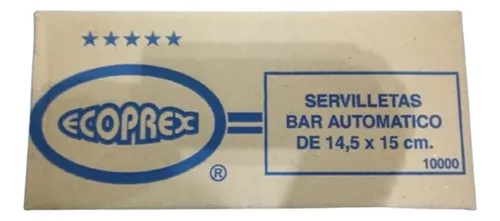 ECOPREX
®
SERVILLETAS
BAR AUTOMATICO
DE 14,5 x 15 cm.
10000